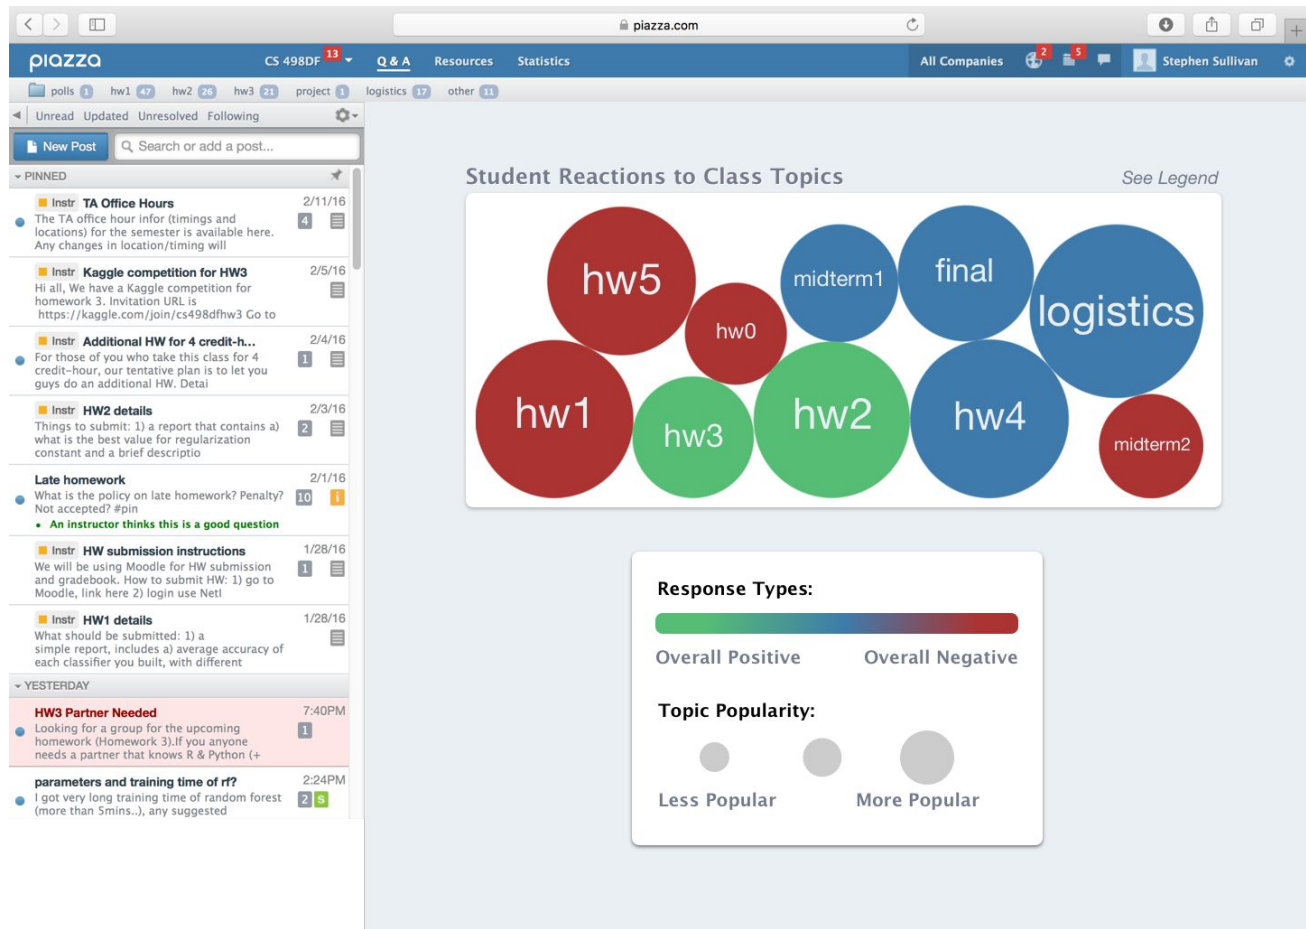 piazza.com
piazza
CS 498DF 13
Q & A
Resources
Statistics
All Companies
2
5
Stephen Sullivan
polls 1
hw1 47
hw2 26
hw3 21
project 1
logistics 17
other 11
Unread Updated Unresolved Following
New Post
Search or add a post...
PINNED
Instr TA Office Hours 2/11/16
The TA office hour infor (timings and 4
locations) for the semester is available here.
Any changes in location/timing will
Instr Kaggle competition for HW3 2/5/16
Hi all, We have a Kaggle competition for
homework 3. Invitation URL is
https://kaggle.com/join/cs498dfhw3 Go to
Instr Additional HW for 4 credit-h... 2/4/16
For those of you who take this class for 4 1
credit-hour, our tentative plan is to let you
guys do an additional HW. Detai
Instr HW2 details 2/3/16
Things to submit: 1) a report that contains a) 2
what is the best value for regularization
constant and a brief descriptio
Late homework 2/1/16
What is the policy on late homework? Penalty? 10 i
Not accepted? #pin
• An instructor thinks this is a good question
Instr HW submission instructions 1/28/16
We will be using Moodle for HW submission 1
and gradebook. How to submit HW: 1) go to
Moodle, link here 2) login use Netl
Instr HW1 details 1/28/16
What should be submitted: 1) a
simple report, includes a) average accuracy of
each classifier you built, with different
YESTERDAY
HW3 Partner Needed 7:40PM
Looking for a group for the upcoming 1
homework (Homework 3).If you anyone
needs a partner that knows R & Python (+
parameters and training time of rf? 2:24PM
I got very long training time of random forest 2 S
(more than 5mins..), any suggested
Student Reactions to Class Topics
See Legend
hw5
hw0
midterm1
final
logistics
hw1
hw3
hw2
hw4
midterm2
Response Types:
Overall Positive
Overall Negative
Topic Popularity:
Less Popular
More Popular